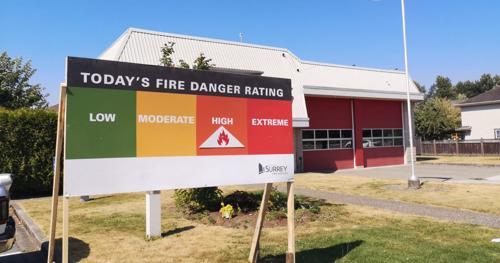 TODAY'S FIRE DANGER RATING
LOW MODERATE HIGH EXTREME
SURREY